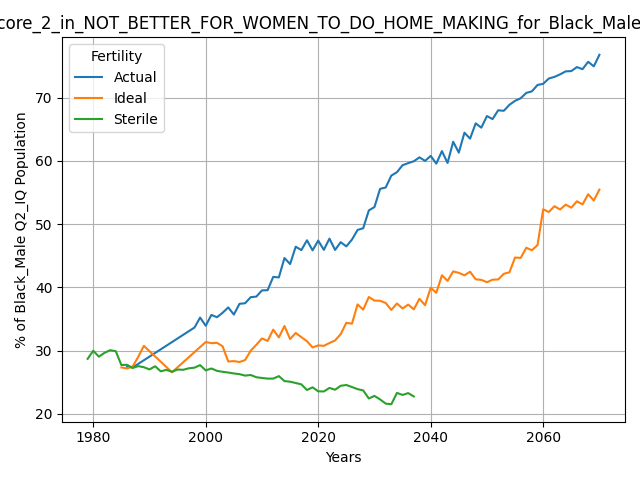 core_2_in_NOT_BETTER_FOR_WOMEN_TO_DO_HOME_MAKING_for_Black_Male
Fertility
Actual
Ideal
Sterile
% of Black_Male Q2_IQ Population
70
60
50
40
30
20
1980 2000 2020 2040 2060
Years